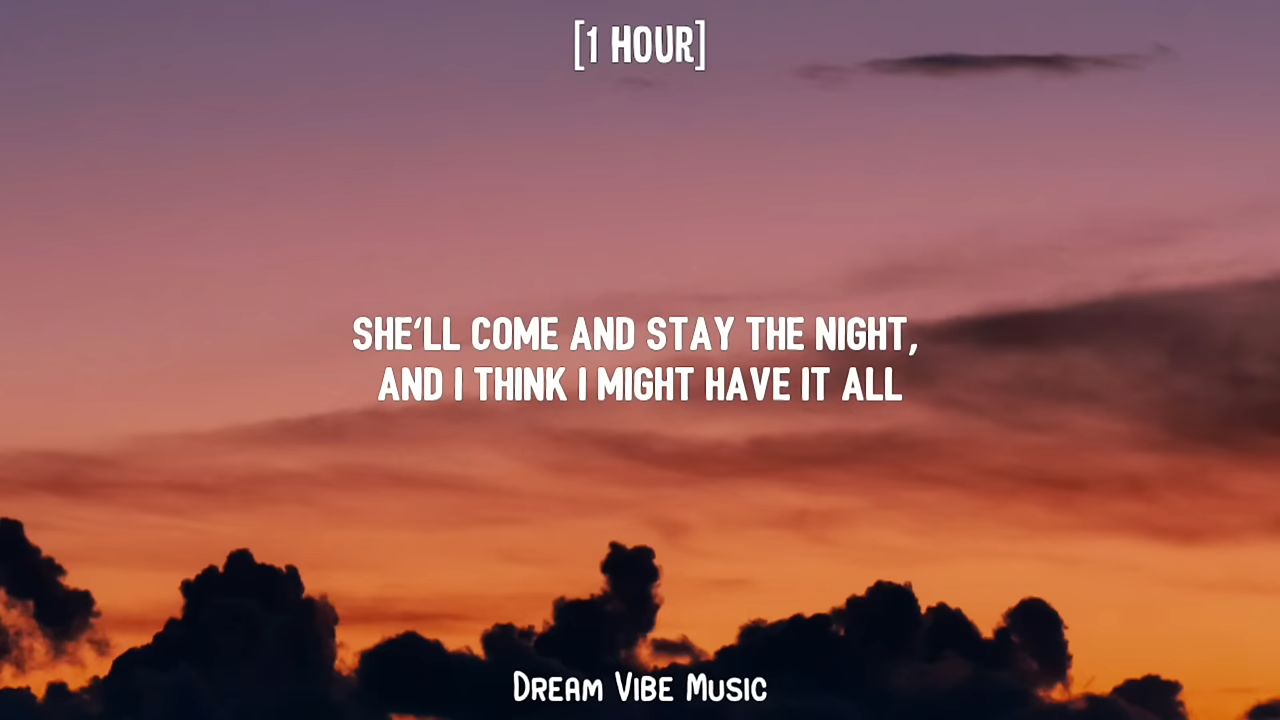 [1 HOUR]
SHE'LL COME AND STAY THE NIGHT,
AND I THINK I MIGHT HAVE IT ALL
DREAM VIBE MUSIC